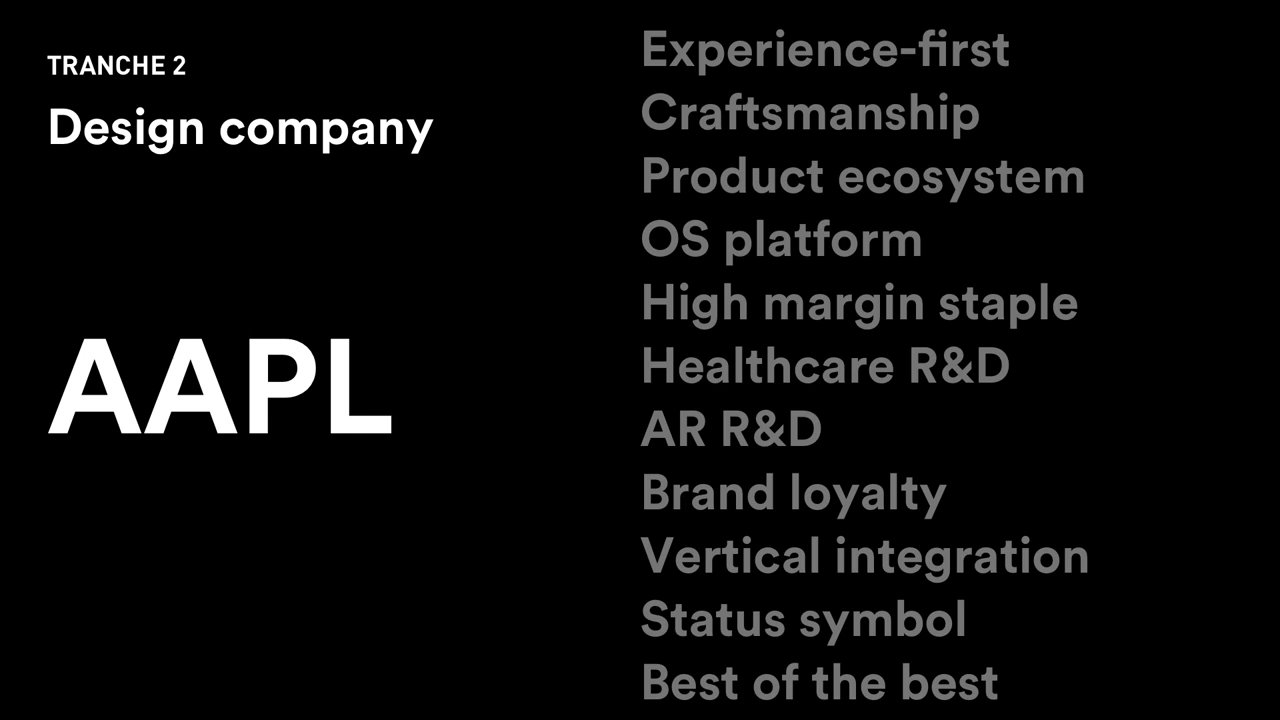 TRANCHE 2
Design company
AAPL
Experience-first
Craftsmanship
Product ecosystem
OS platform
High margin staple
Healthcare R&D
AR R&D
Brand loyalty
Vertical integration
Status symbol
Best of the best